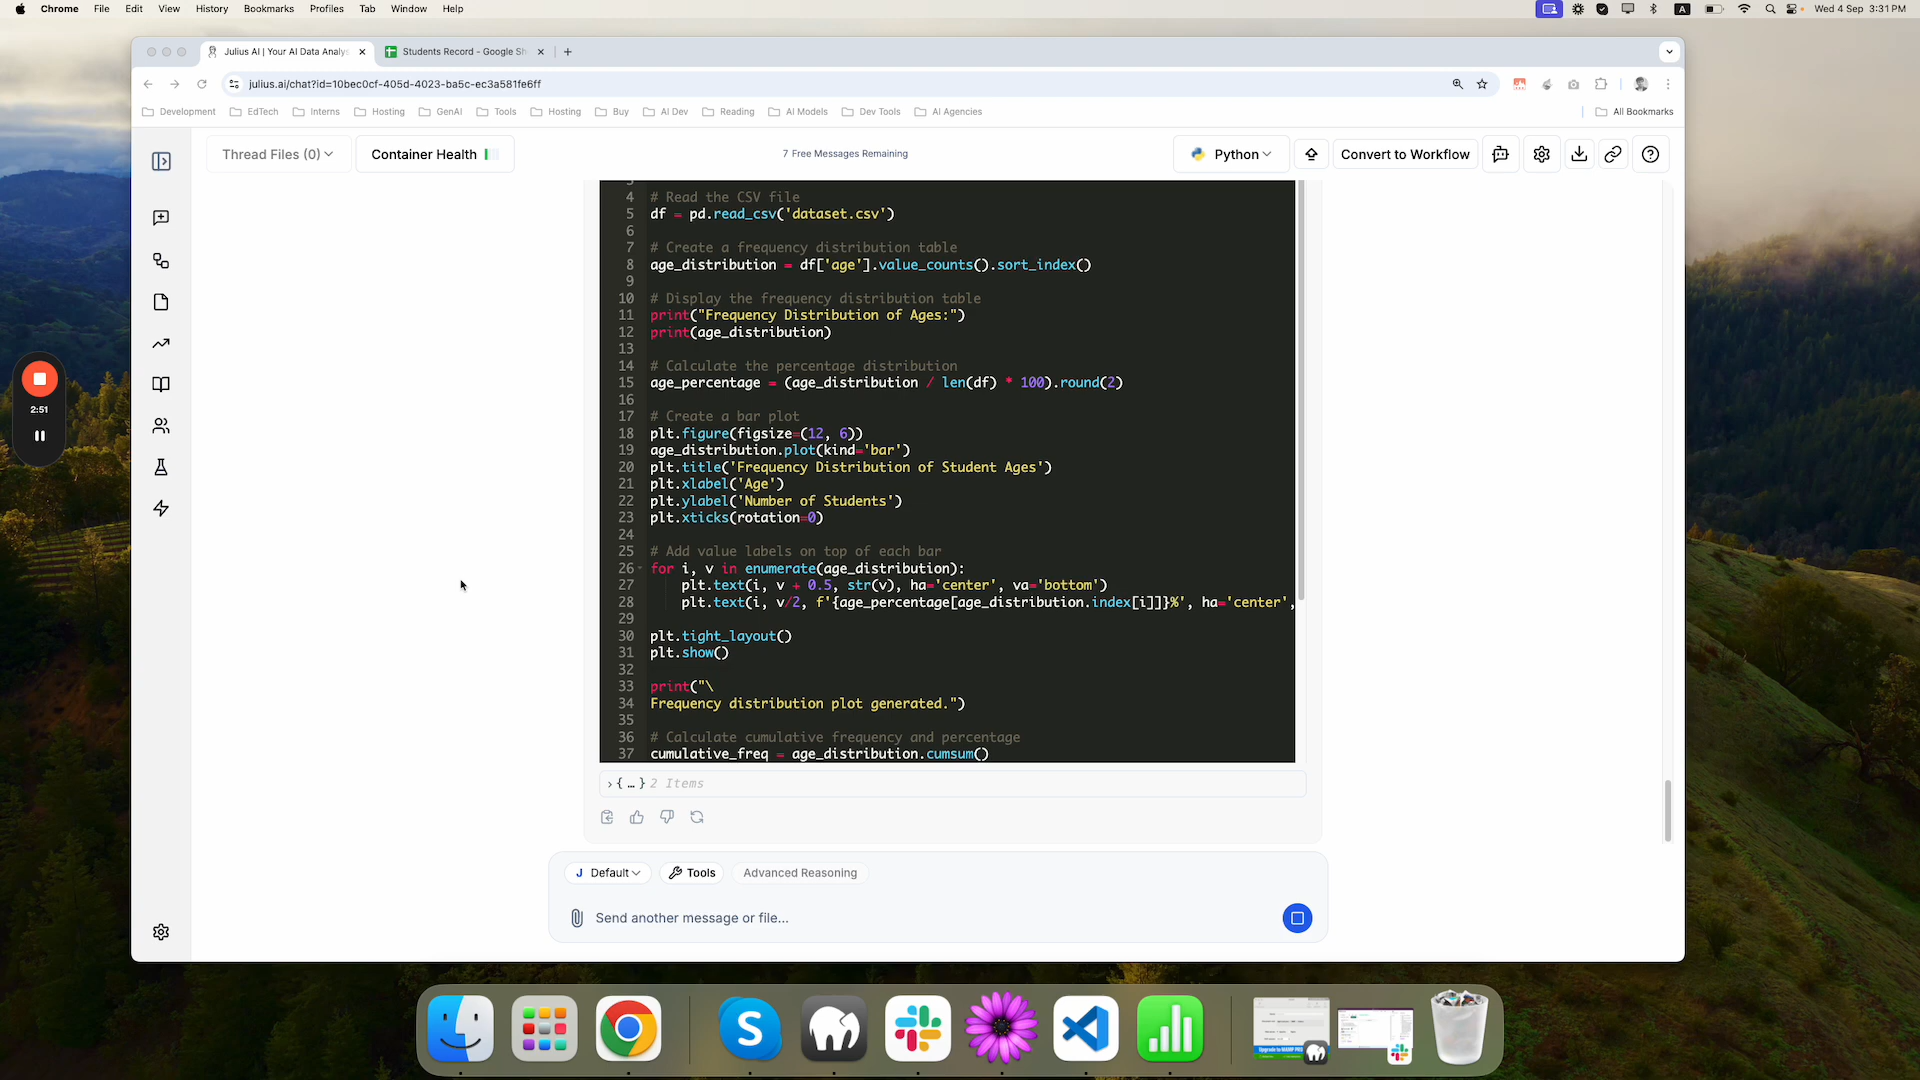 Chrome File Edit View History Bookmarks Profiles Tab Window Help
A
Wed 4 Sep 3:31 PM
Julius AI | Your AI Data Analys
Students Record - Google Sh
julius.ai/chat?id=10bec0cf-405d-4023-ba5c-ec3a581fe6ff
Development EdTech Interns Hosting GenAI Tools Hosting Buy AI Dev Reading AI Models Dev Tools AI Agencies All Bookmarks
Thread Files (0) Container Health 7 Free Messages Remaining Python Convert to Workflow
4 # Read the CSV file
5 df = pd.read_csv('dataset.csv')
6
7 # Create a frequency distribution table
8 age_distribution = df['age'].value_counts().sort_index()
9
10 # Display the frequency distribution table
11 print("Frequency Distribution of Ages:")
12 print(age_distribution)
13
14 # Calculate the percentage distribution
15 age_percentage = (age_distribution / len(df) * 100).round(2)
16
17 # Create a bar plot
18 plt.figure(figsize=(12, 6))
19 age_distribution.plot(kind='bar')
20 plt.title('Frequency Distribution of Student Ages')
21 plt.xlabel('Age')
22 plt.ylabel('Number of Students')
23 plt.xticks(rotation=0)
24
25 # Add value labels on top of each bar
26 for i, v in enumerate(age_distribution):
27 plt.text(i, v + 0.5, str(v), ha='center', va='bottom')
28 plt.text(i, v/2, f'{age_percentage[age_distribution.index[i]]}%', ha='center',
29
30 plt.tight_layout()
31 plt.show()
32
33 print("\
34 Frequency distribution plot generated.")
35
36 # Calculate cumulative frequency and percentage
37 cumulative_freq = age_distribution.cumsum()
{ … } 2 Items
2:51
J Default Tools Advanced Reasoning
Send another message or file...
S